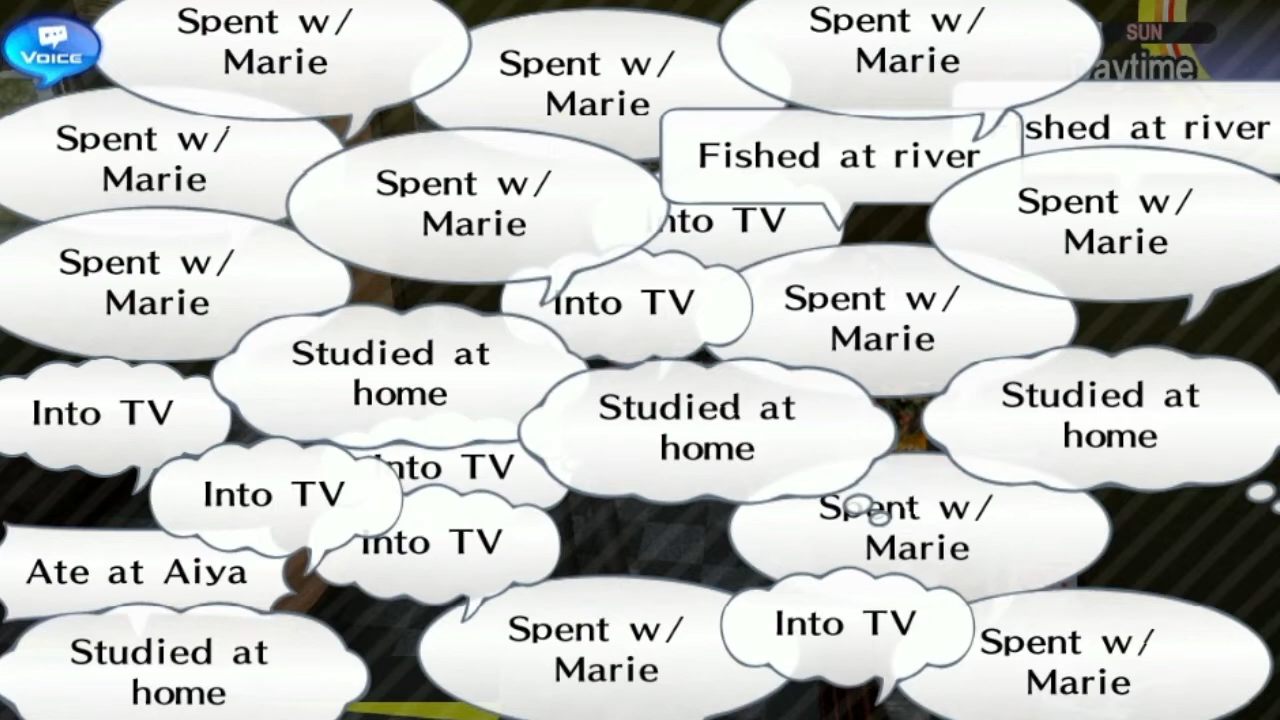 VOICE
SUN
Daytime
Spent w/
Marie
Spent w/
Marie
Spent w/
Marie
shed at river
Spent w/
Marie
Fished at river
Spent w/
Marie
Spent w/
Marie
nto TV
Spent w/
Marie
Into TV
Spent w/
Marie
Studied at
home
Into TV
Studied at
home
Studied at
home
Into TV
Into TV
Spent w/
Marie
Into TV
Ate at Aiya
Spent w/
Marie
Into TV
Spent w/
Marie
Studied at
home